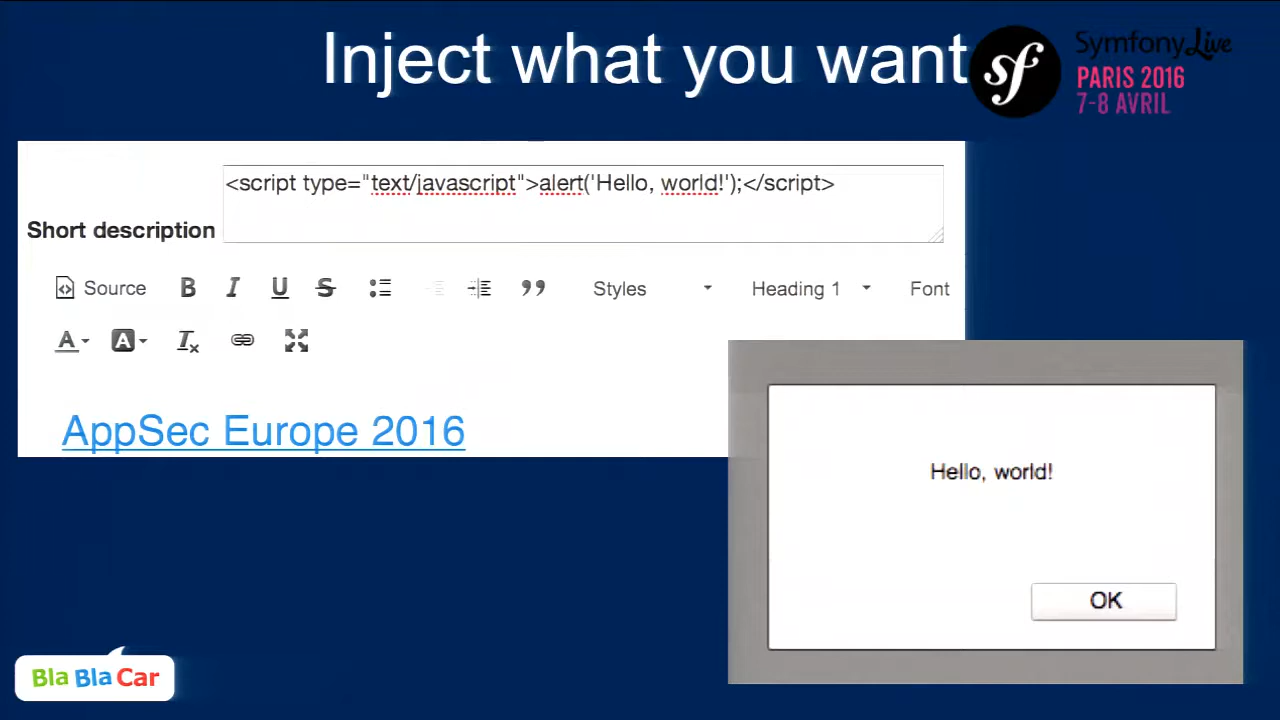 Inject what you want
SymfonyLive
PARIS 2016
7-8 AVRIL
sf
<script type="text/javascript">alert('Hello, world!');</script>
Short description
Source B I U S Styles Heading 1 Font
A A Tx
AppSec Europe 2016
Hello, world!
OK
BlaBlaCar